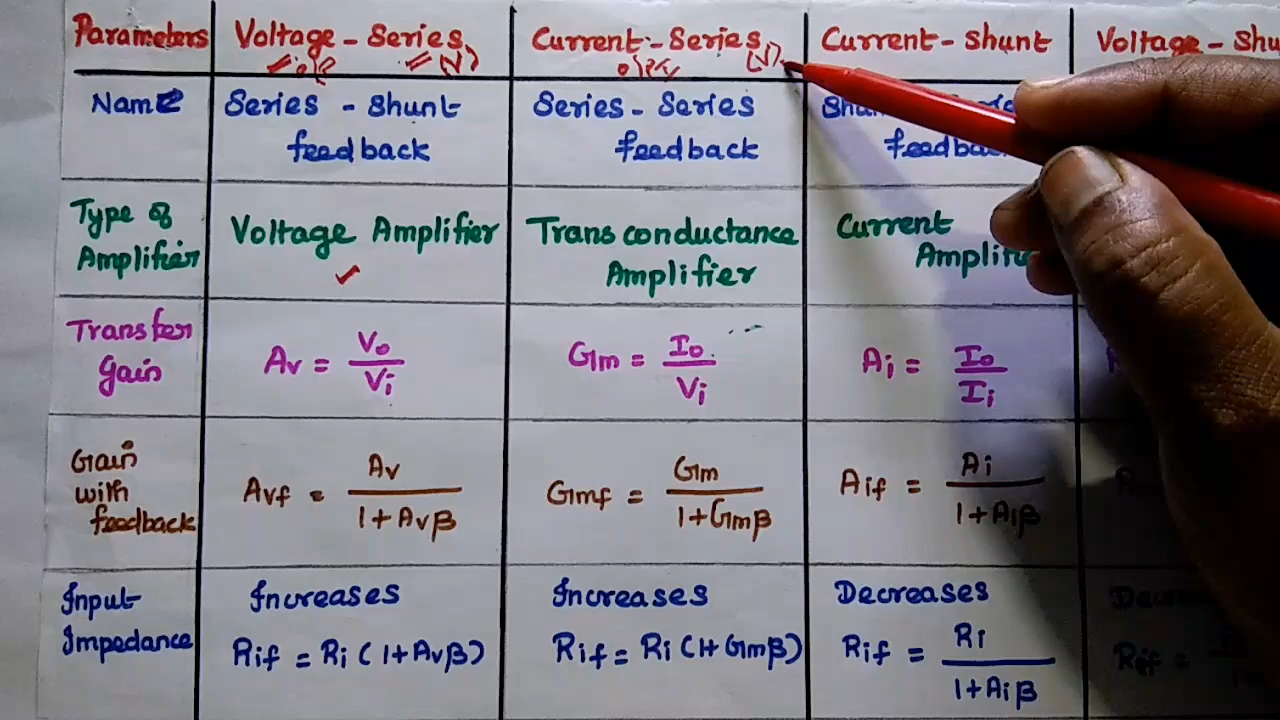 Parameters Voltage - Series Current - Series Current - Shunt Voltage - Shu
Name Series - Shunt feedback Series - Series feedback
Type of Amplifier Voltage Amplifier Transconductance Amplifier Current
Transfer Gain Av = Vo/Vi Gm = Io/Vi Ai = Io/Ii
Gain with feedback Avf = Av/1+Avβ Gmf = Gm/1+Gmβ Aif = Ai/1+Aiβ
Input Impedance Increases Increases Decreases
Rif = Ri (1+Avβ) Rif = Ri (1+Gmβ) Rif = Ri/1+Aiβ